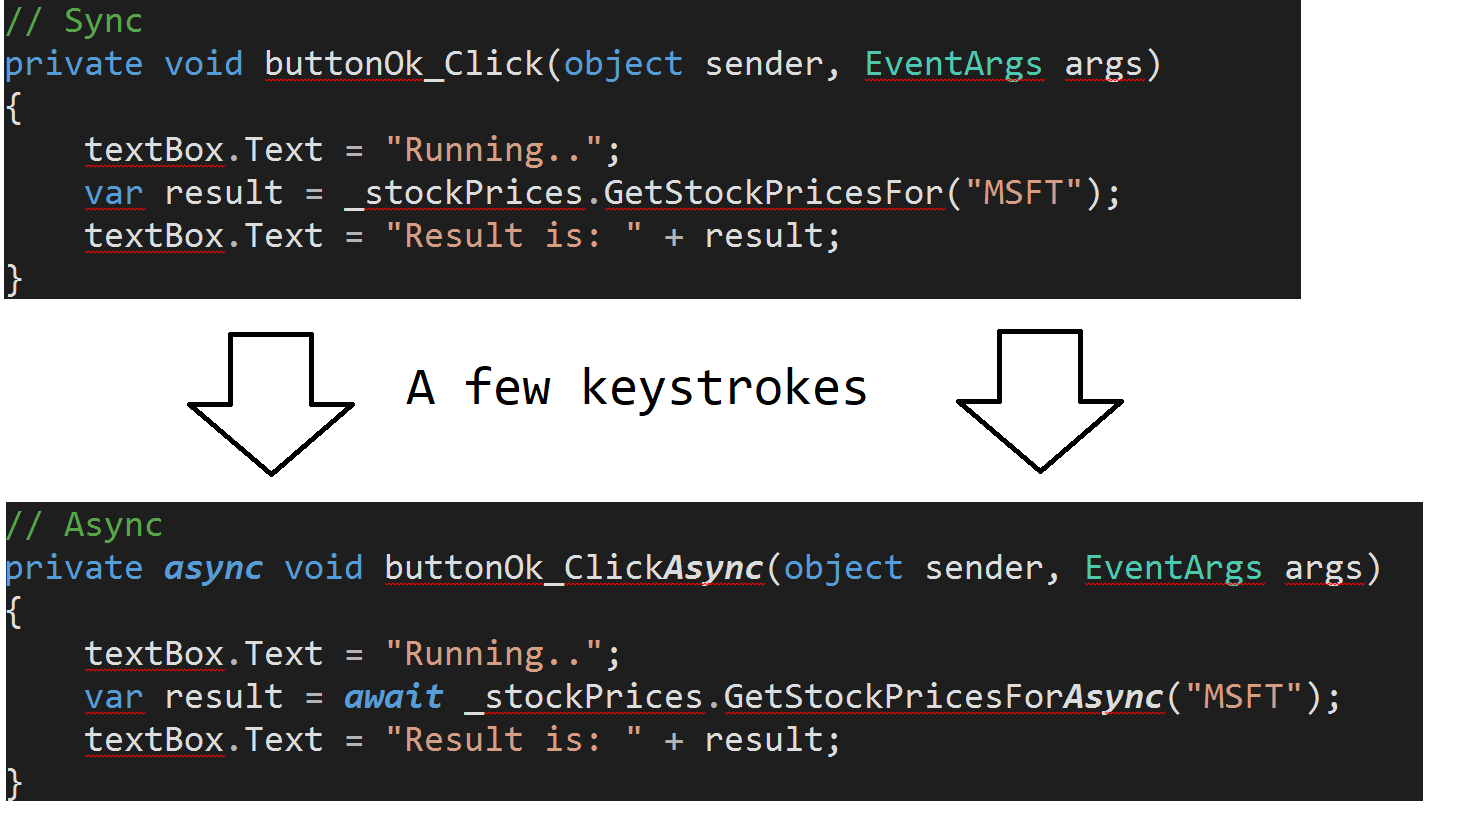 // Sync
private void buttonOk_Click(object sender, EventArgs args)
{
    textBox.Text = "Running..";
    var result = _stockPrices.GetStockPricesFor("MSFT");
    textBox.Text = "Result is: " + result;
}
A few keystrokes
// Async
private async void buttonOk_ClickAsync(object sender, EventArgs args)
{
    textBox.Text = "Running..";
    var result = await _stockPrices.GetStockPricesForAsync("MSFT");
    textBox.Text = "Result is: " + result;
}